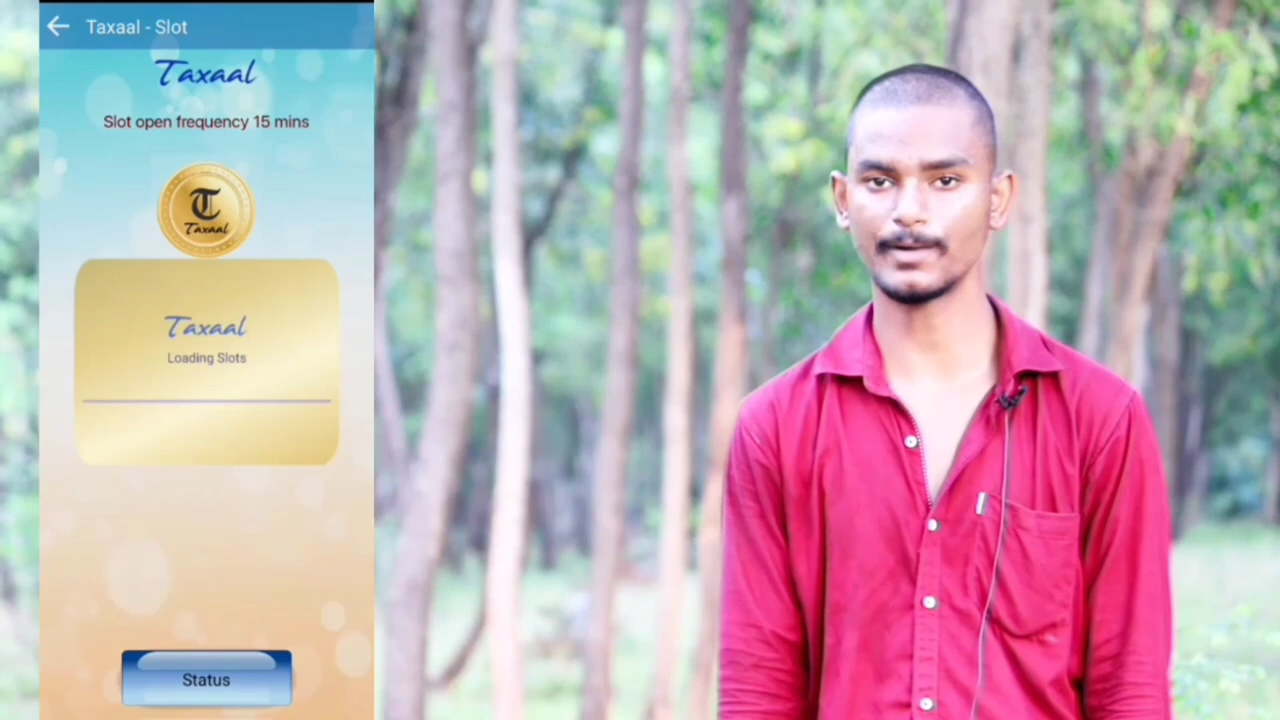 Taxaal - Slot
Taxaal
Slot open frequency 15 mins
T
Taxaal
Taxaal
Loading Slots
Status